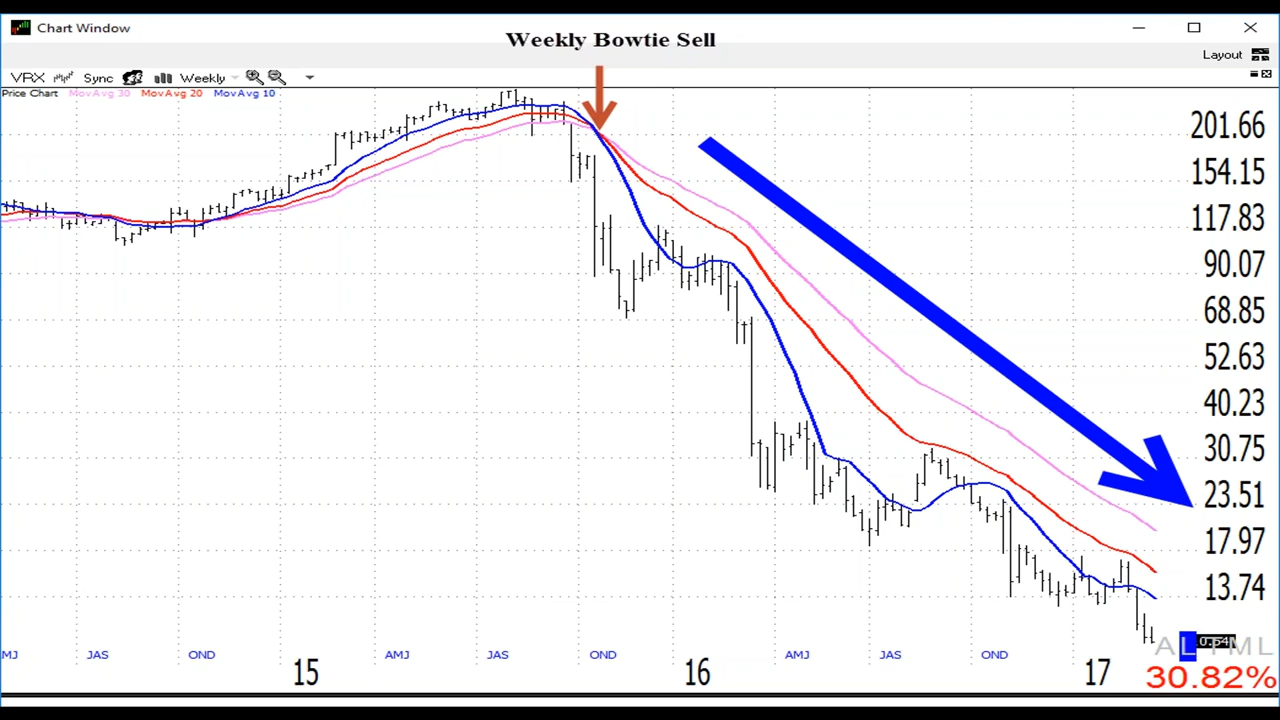 Chart Window
Weekly Bowtie Sell
Layout
VRX Sync Weekly
Price Chart MovAvg 30 MovAvg 20 MovAvg 10
201.66
154.15
117.83
90.07
68.85
52.63
40.23
30.75
23.51
17.97
13.74
MJ JAS OND AMJ JAS OND AMJ JAS OND
15 16 17
30.82%